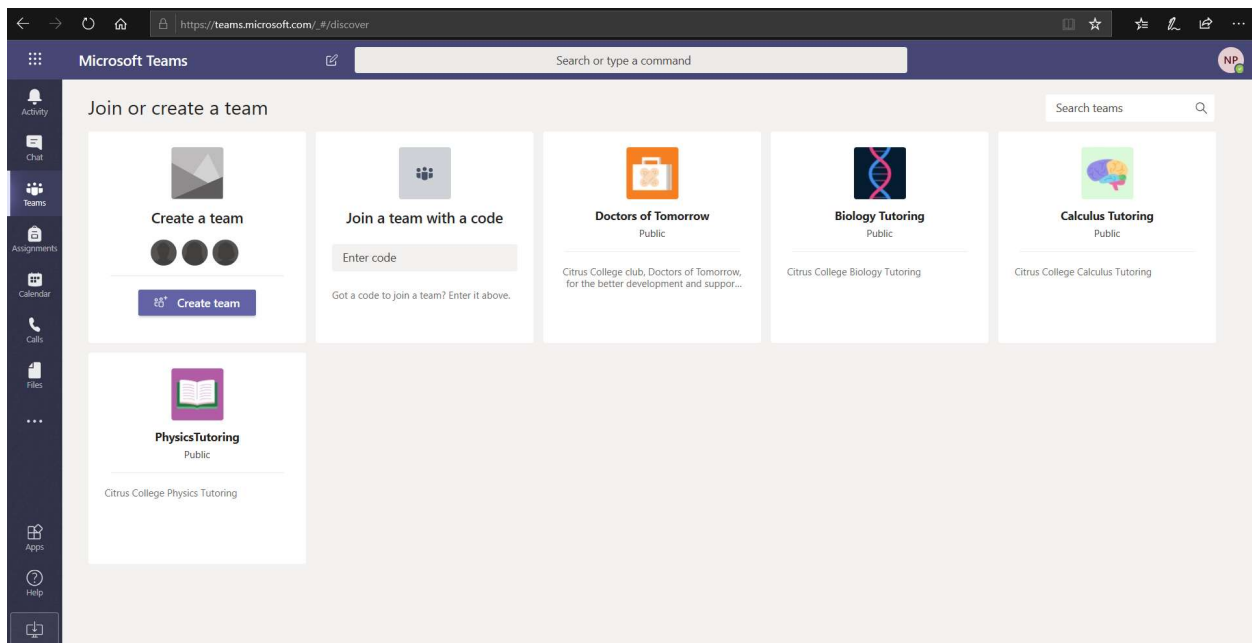 https://teams.microsoft.com/_#/discover
Microsoft Teams
Search or type a command
NP
Activity
Chat
Teams
Assignments
Calendar
Calls
Files
Apps
Help
Join or create a team
Search teams
Create a team
Create team
Join a team with a code
Enter code
Got a code to join a team? Enter it above.
Doctors of Tomorrow
Public
Citrus College club, Doctors of Tomorrow,
for the better development and suppor...
Biology Tutoring
Public
Citrus College Biology Tutoring
Calculus Tutoring
Public
Citrus College Calculus Tutoring
PhysicsTutoring
Public
Citrus College Physics Tutoring